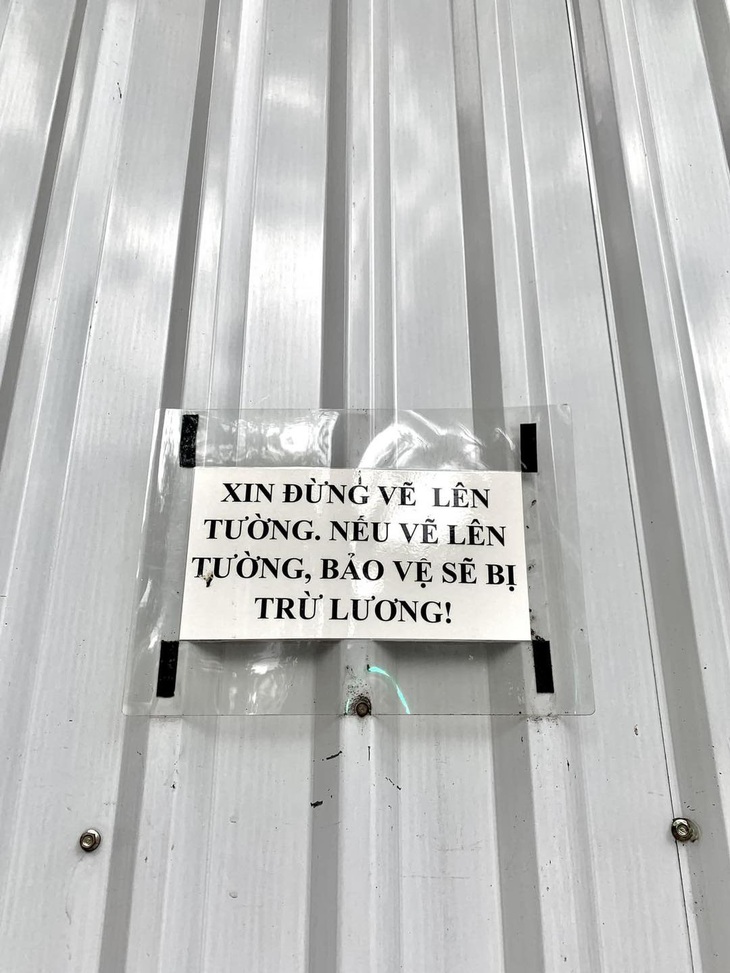 XIN ĐỪNG VẼ LÊN
TƯỜNG. NẾU VẼ LÊN
TƯỜNG, BẢO VỆ SẼ BỊ
TRỪ LƯƠNG!